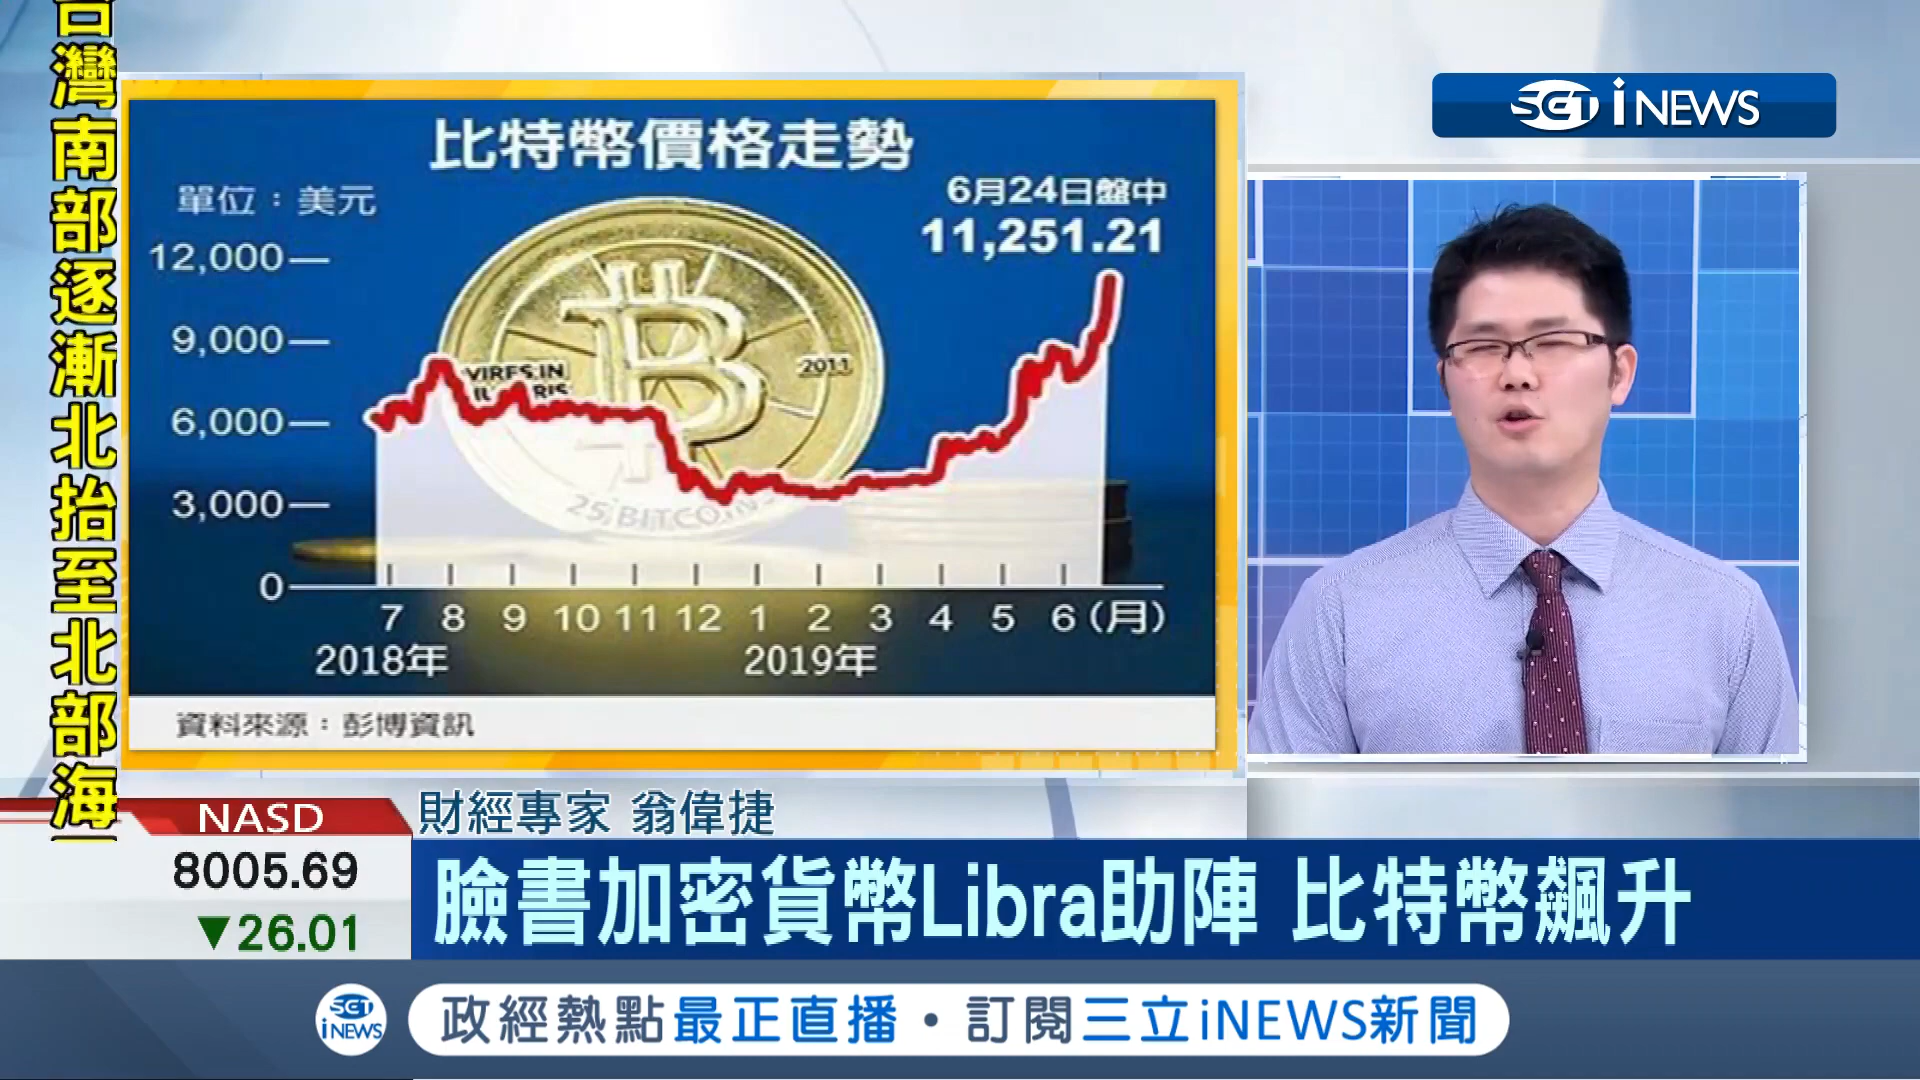 台灣南部逐漸北抬至北部海
比特幣價格走勢
單位：美元
6月24日盤中
11,251.21
12,000
9,000
6,000
3,000
0
VIRES IN
2011
25 BITCOIN
7 8 9 10 11 12 1 2 3 4 5 6 (月)
2018年 2019年
資料來源：彭博資訊
SET iNEWS
NASD
8005.69
▼26.01
財經專家 翁偉捷
臉書加密貨幣Libra助陣 比特幣飆升
SET iNEWS
政經熱點最正直播・訂閱三立iNEWS新聞